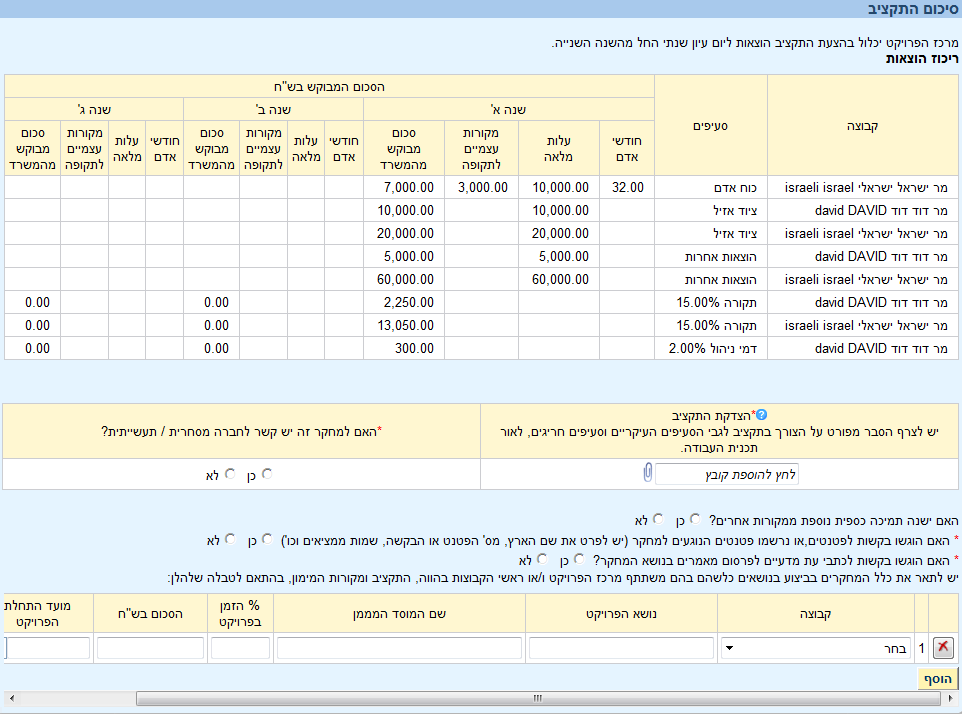 סיכום התקציב
מרכז הפרויקט יכלול בהצעת התקציב הוצאות ליום עיון שנתי החל מהשנה השנייה.
ריכוז הוצאות
קבוצה סעיפים הסכום המבוקש בש"ח
שנה א' שנה ב' שנה ג'
חודשי אדם עלות מלאה מקורות עצמיים לתקופה סכום מבוקש מהמשרד חודשי אדם עלות מלאה מקורות עצמיים לתקופה סכום מבוקש מהמשרד חודשי אדם עלות מלאה מקורות עצמיים לתקופה סכום מבוקש מהמשרד
מר ישראל ישראלי israeli israel כוח אדם 32.00 10,000.00 3,000.00 7,000.00
מר דוד דוד david DAVID ציוד אזיל 10,000.00 10,000.00
מר ישראל ישראלי israeli israel ציוד אזיל 20,000.00 20,000.00
מר דוד דוד david DAVID הוצאות אחרות 5,000.00 5,000.00
מר ישראל ישראלי israeli israel הוצאות אחרות 60,000.00 60,000.00
מר דוד דוד david DAVID תקורה 15.00% 2,250.00 0.00 0.00
מר ישראל ישראלי israeli israel תקורה 15.00% 13,050.00 0.00 0.00
מר דוד דוד david DAVID דמי ניהול 2.00% 300.00 0.00 0.00
*הצדקת התקציב
יש לצרף הסבר מפורט על הצורך בתקציב לגבי הסעיפים העיקריים וסעיפים חריגים, לאור
תכנית העבודה.
*האם למחקר זה יש קשר לחברה מסחרית / תעשייתית?
לחץ להוספת קובץ
כן לא
האם ישנה תמיכה כספית נוספת ממקורות אחרים? כן לא
* האם הוגשו בקשות לפטנטים,או נרשמו פטנטים הנוגעים למחקר (יש לפרט את שם הארץ, מס' הפטנט או הבקשה, שמות ממציאים וכו') כן לא
* האם הוגשו בקשות לכתבי עת מדעיים לפרסום מאמרים בנושא המחקר? כן לא
יש לתאר את כלל המחקרים בביצוע בנושאים כלשהם בהם משתתף מרכז הפרויקט ו/או ראשי הקבוצות בהווה, התקציב ומקורות המימון, בהתאם לטבלה שלהלן:
קבוצה נושא הפרויקט שם המוסד המממן % הזמן בפרויקט הסכום בש"ח מועד התחלת הפרויקט
1 בחר
הוסף